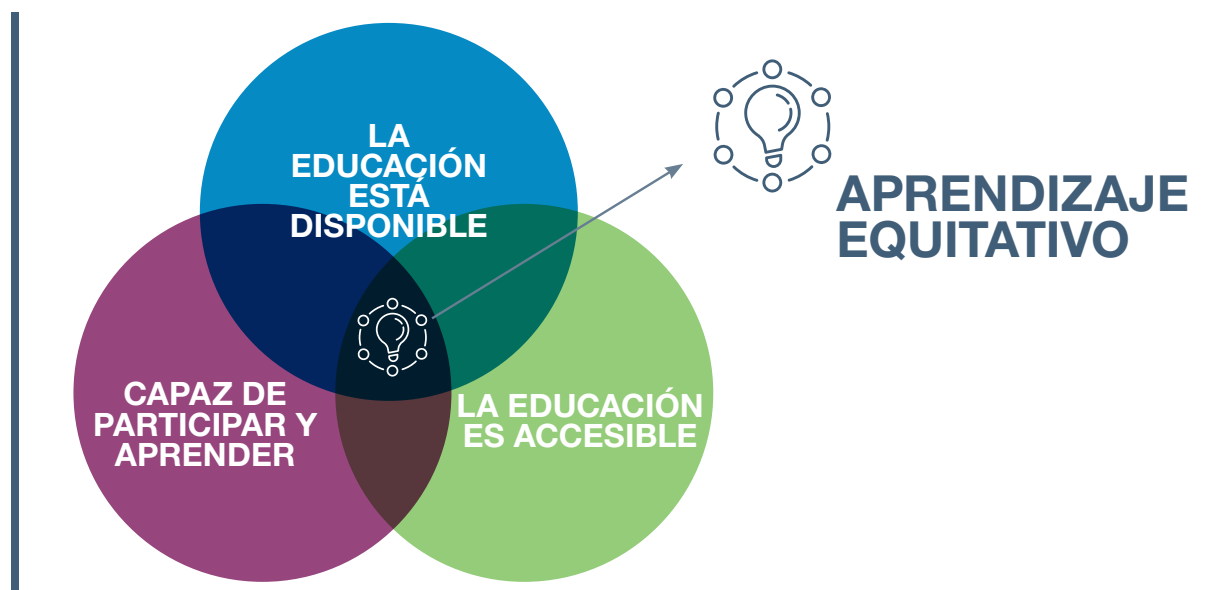 LA
EDUCACIÓN
ESTÁ
DISPONIBLE
APRENDIZAJE
EQUITATIVO
CAPAZ DE
PARTICIPAR Y
APRENDER
LA EDUCACIÓN
ES ACCESIBLE